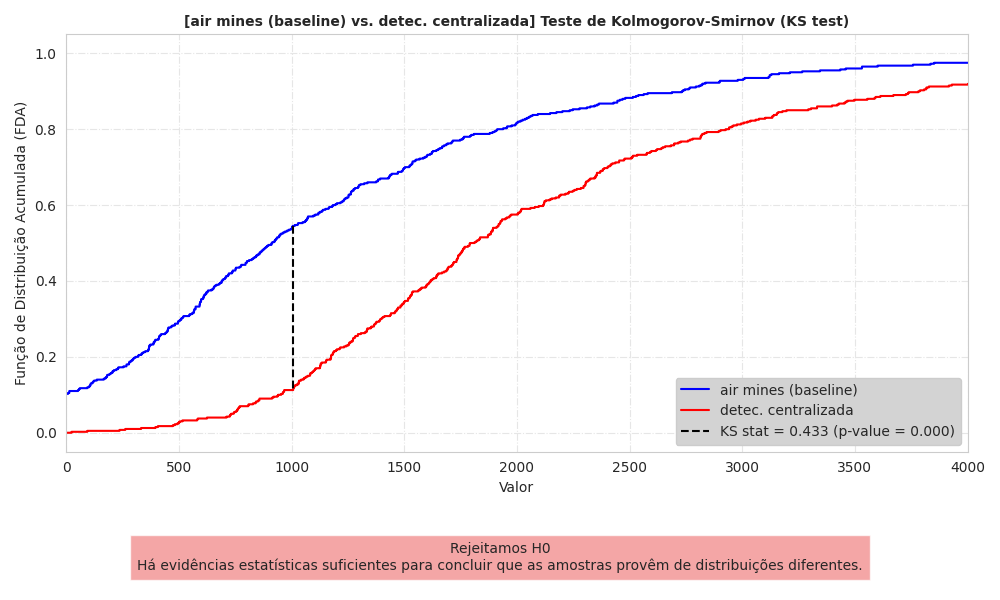 [air mines (baseline) vs. detec. centralizada] Teste de Kolmogorov-Smirnov (KS test)
Função de Distribuição Acumulada (FDA)
1.0
0.8
0.6
0.4
0.2
0.0
air mines (baseline)
detec. centralizada
KS stat = 0.433 (p-value = 0.000)
0 500 1000 1500 2000 2500 3000 3500 4000
Valor
Rejeitamos H0
Há evidências estatísticas suficientes para concluir que as amostras provêm de distribuições diferentes.